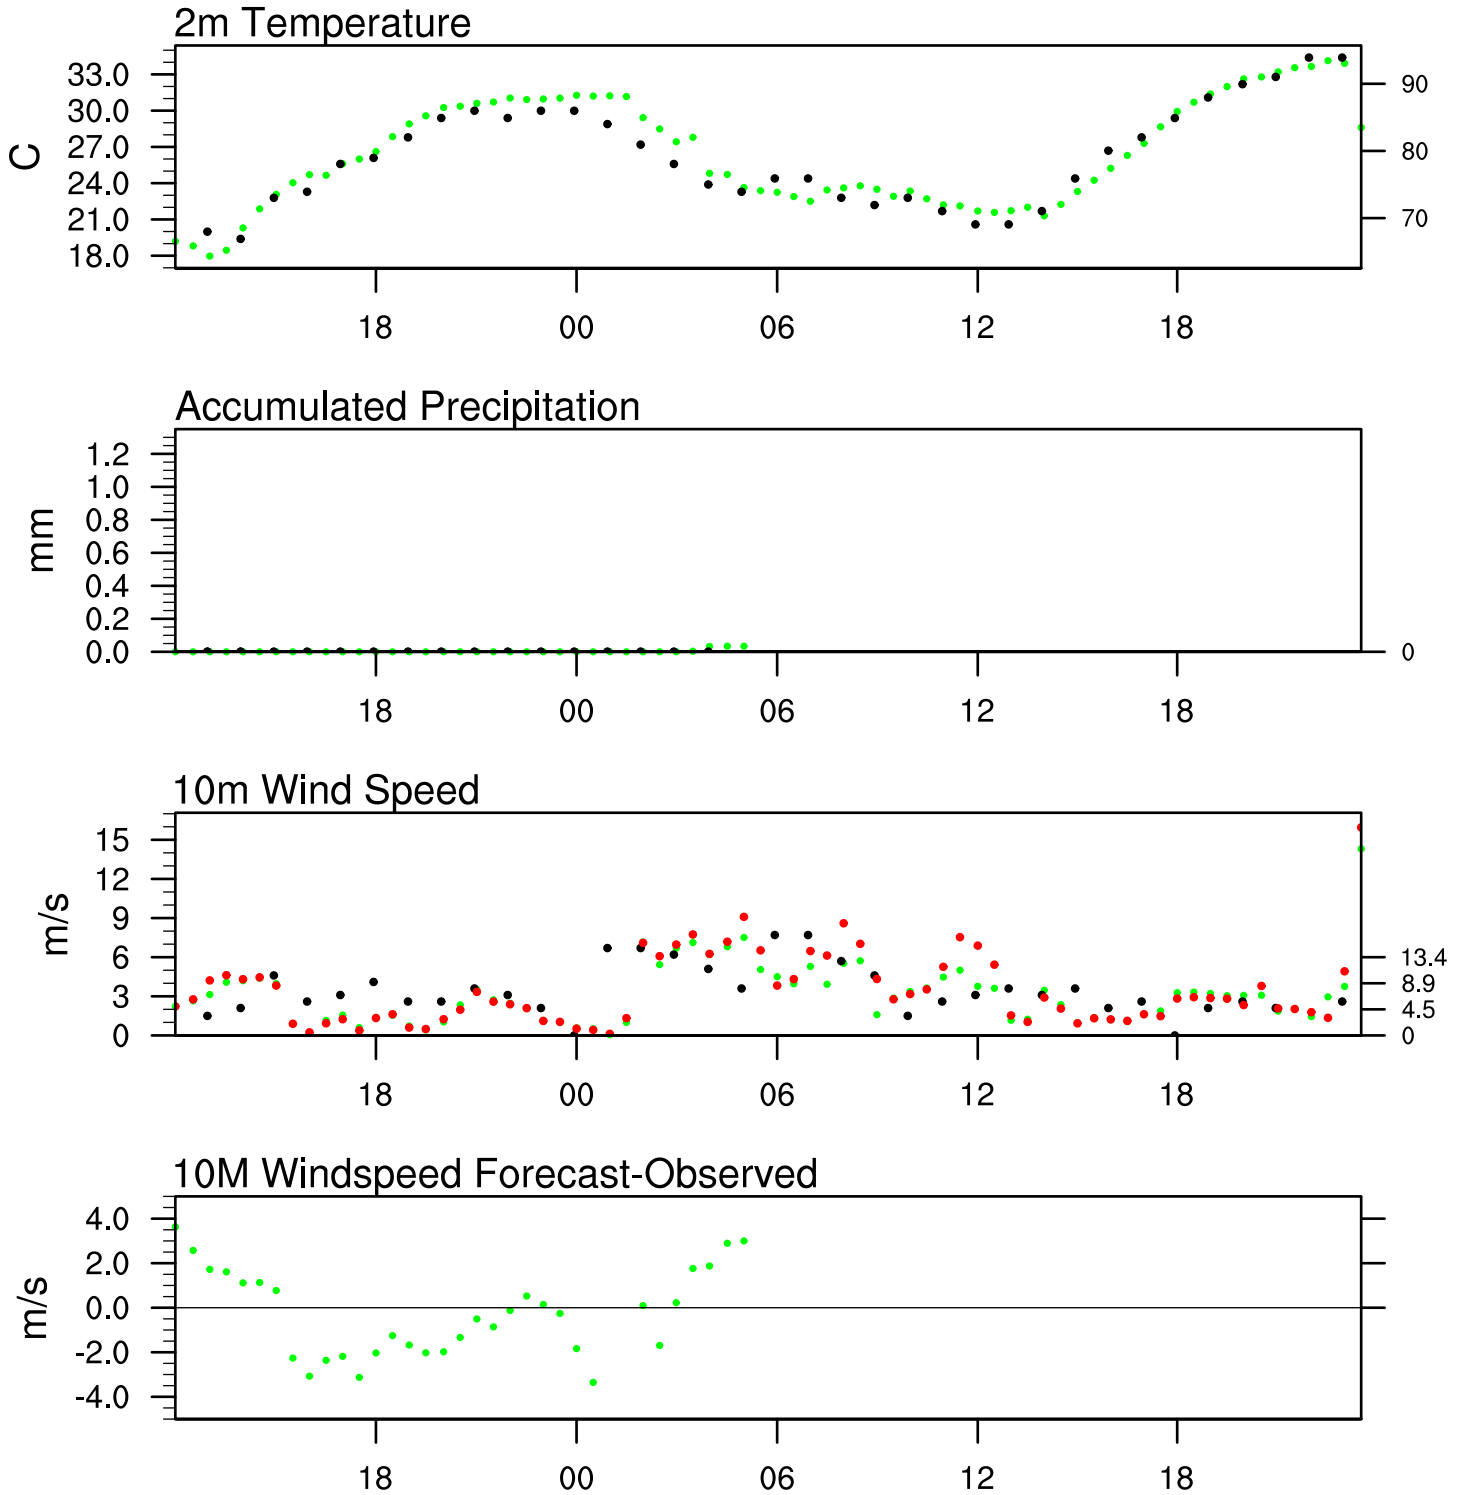 2m Temperature
33.0
30.0
27.0
24.0
21.0
18.0
C
90
80
70
18 00 06 12 18
Accumulated Precipitation
1.2
1.0
0.8
0.6
0.4
0.2
0.0
mm
0
18 00 06 12 18
10m Wind Speed
15
12
9
6
3
0
m/s
13.4
8.9
4.5
0
18 00 06 12 18
10M Windspeed Forecast-Observed
4.0
2.0
0.0
-2.0
-4.0
m/s
18 00 06 12 18